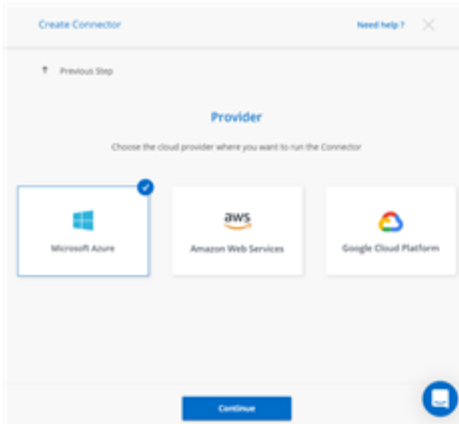 Create Connector
Need help ?
Previous Step
Provider
Choose the cloud provider where you want to run the Connector
Microsoft Azure
aws
Amazon Web Services
Google Cloud Platform
Continue